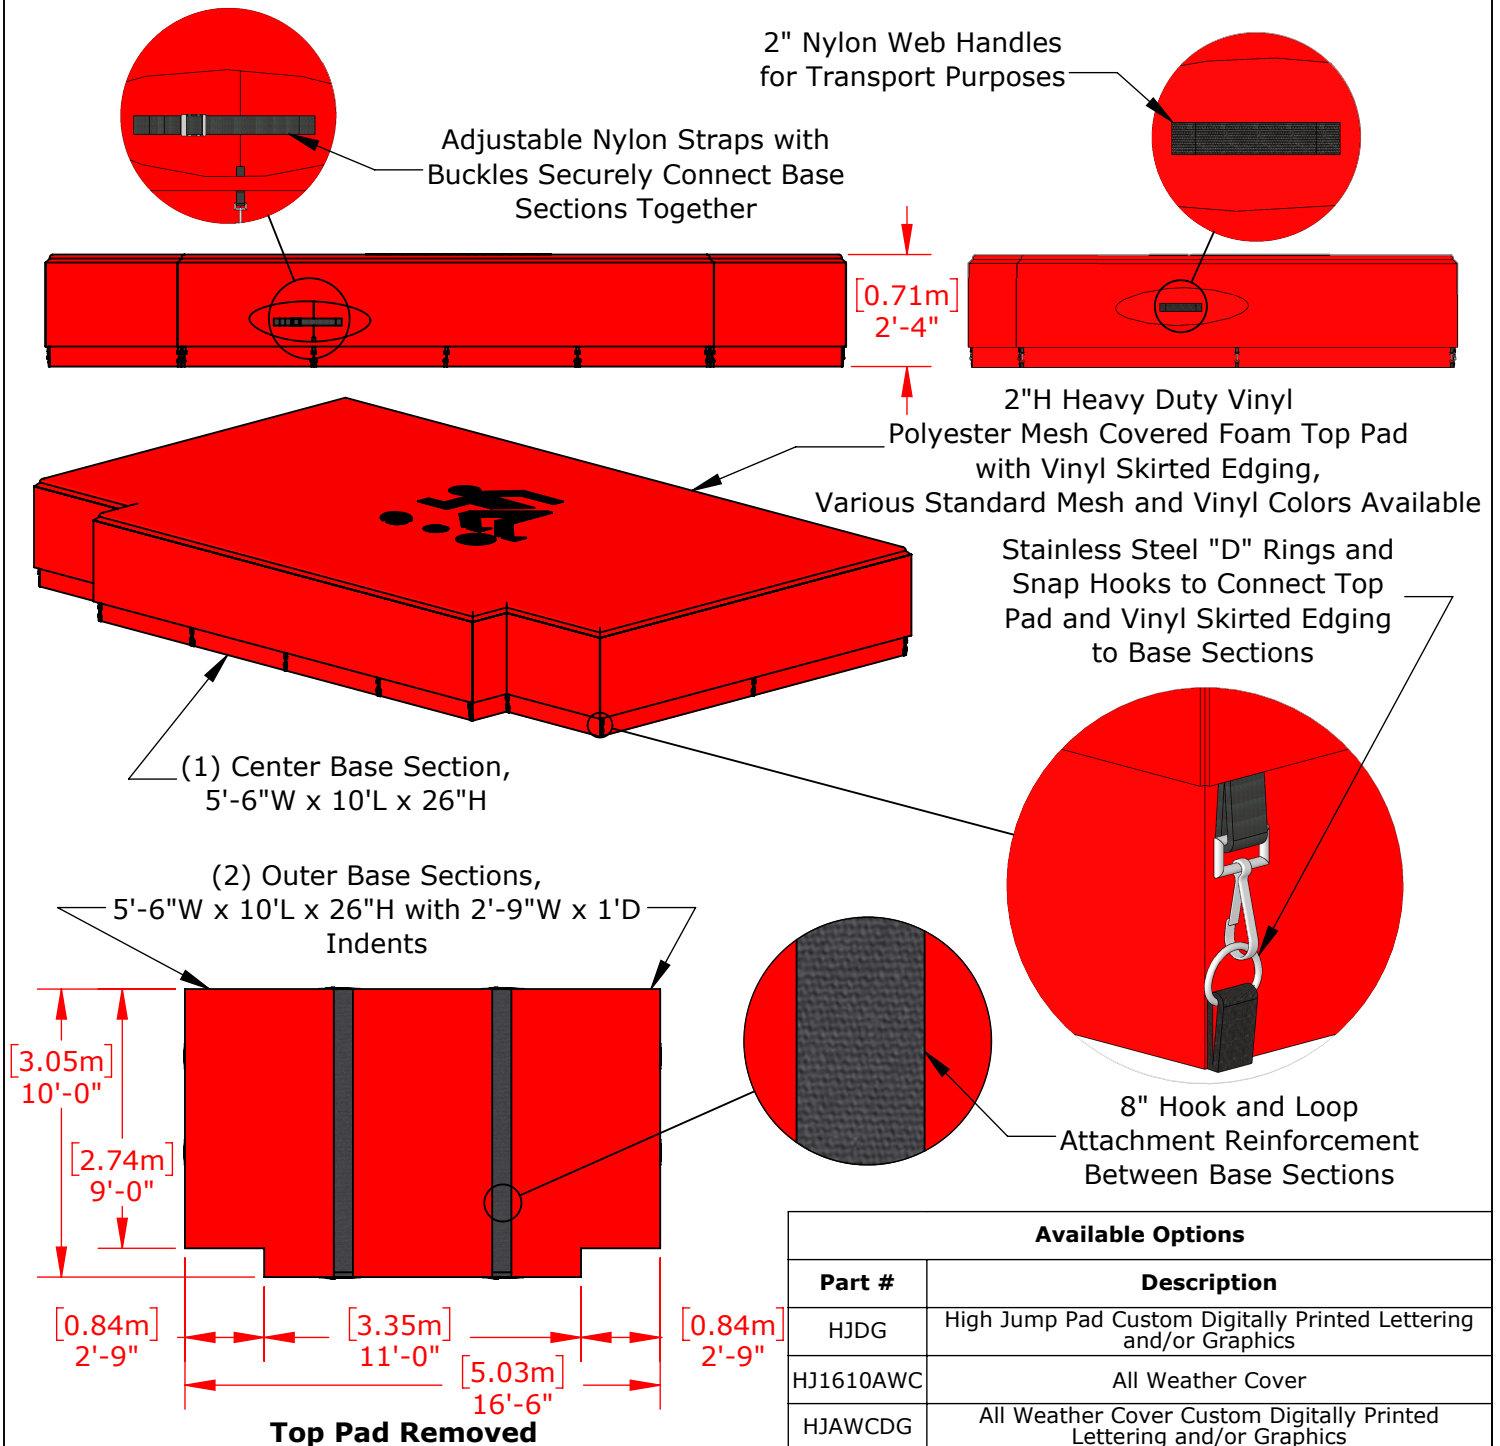 2" Nylon Web Handles
for Transport Purposes
Adjustable Nylon Straps with
Buckles Securely Connect Base
Sections Together
[0.71m]
2'-4"
2"H Heavy Duty Vinyl
Polyester Mesh Covered Foam Top Pad
with Vinyl Skirted Edging,
Various Standard Mesh and Vinyl Colors Available
Stainless Steel "D" Rings and
Snap Hooks to Connect Top
Pad and Vinyl Skirted Edging
to Base Sections
(1) Center Base Section,
5'-6"W x 10'L x 26"H
(2) Outer Base Sections,
5'-6"W x 10'L x 26"H with 2'-9"W x 1'D
Indents
[3.05m]
10'-0"
[2.74m]
9'-0"
8" Hook and Loop
Attachment Reinforcement
Between Base Sections
[0.84m]
2'-9"
[3.35m]
11'-0"
[0.84m]
2'-9"
[5.03m]
16'-6"
Top Pad Removed
Available Options
Part # Description
HJDG High Jump Pad Custom Digitally Printed Lettering
and/or Graphics
HJ1610AWC All Weather Cover
HJAWCDG All Weather Cover Custom Digitally Printed
Lettering and/or Graphics